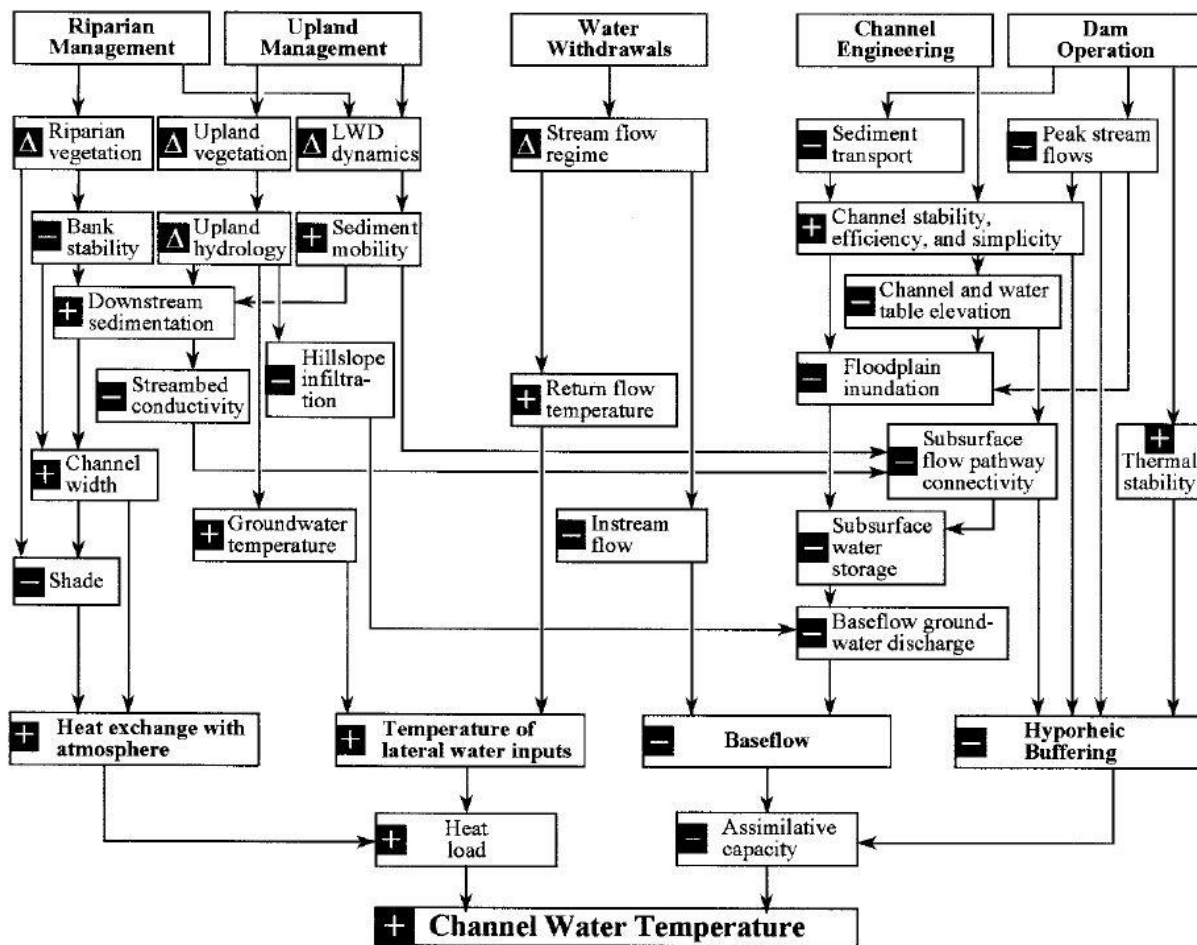 Riparian
Management
Upland
Management
Water
Withdrawals
Channel
Engineering
Dam
Operation
Δ Riparian
vegetation
Δ Upland
vegetation
Δ LWD
dynamics
Δ Stream flow
regime
− Sediment
transport
− Peak stream
flows
− Bank
stability
Δ Upland
hydrology
+ Sediment
mobility
+ Channel stability,
efficiency, and simplicity
+ Downstream
sedimentation
− Channel and water
table elevation
− Hillslope
infiltra-
tion
− Floodplain
inundation
− Streambed
conductivity
+ Return flow
temperature
− Subsurface
flow pathway
connectivity
+
Thermal
stability
+ Channel
width
+ Groundwater
temperature
− Instream
flow
− Subsurface
water
storage
− Shade
− Baseflow ground-
water discharge
+ Heat exchange with
atmosphere
+ Temperature of
lateral water inputs
− Baseflow
− Hyporheic
Buffering
+ Heat
load
− Assimilative
capacity
+ Channel Water Temperature